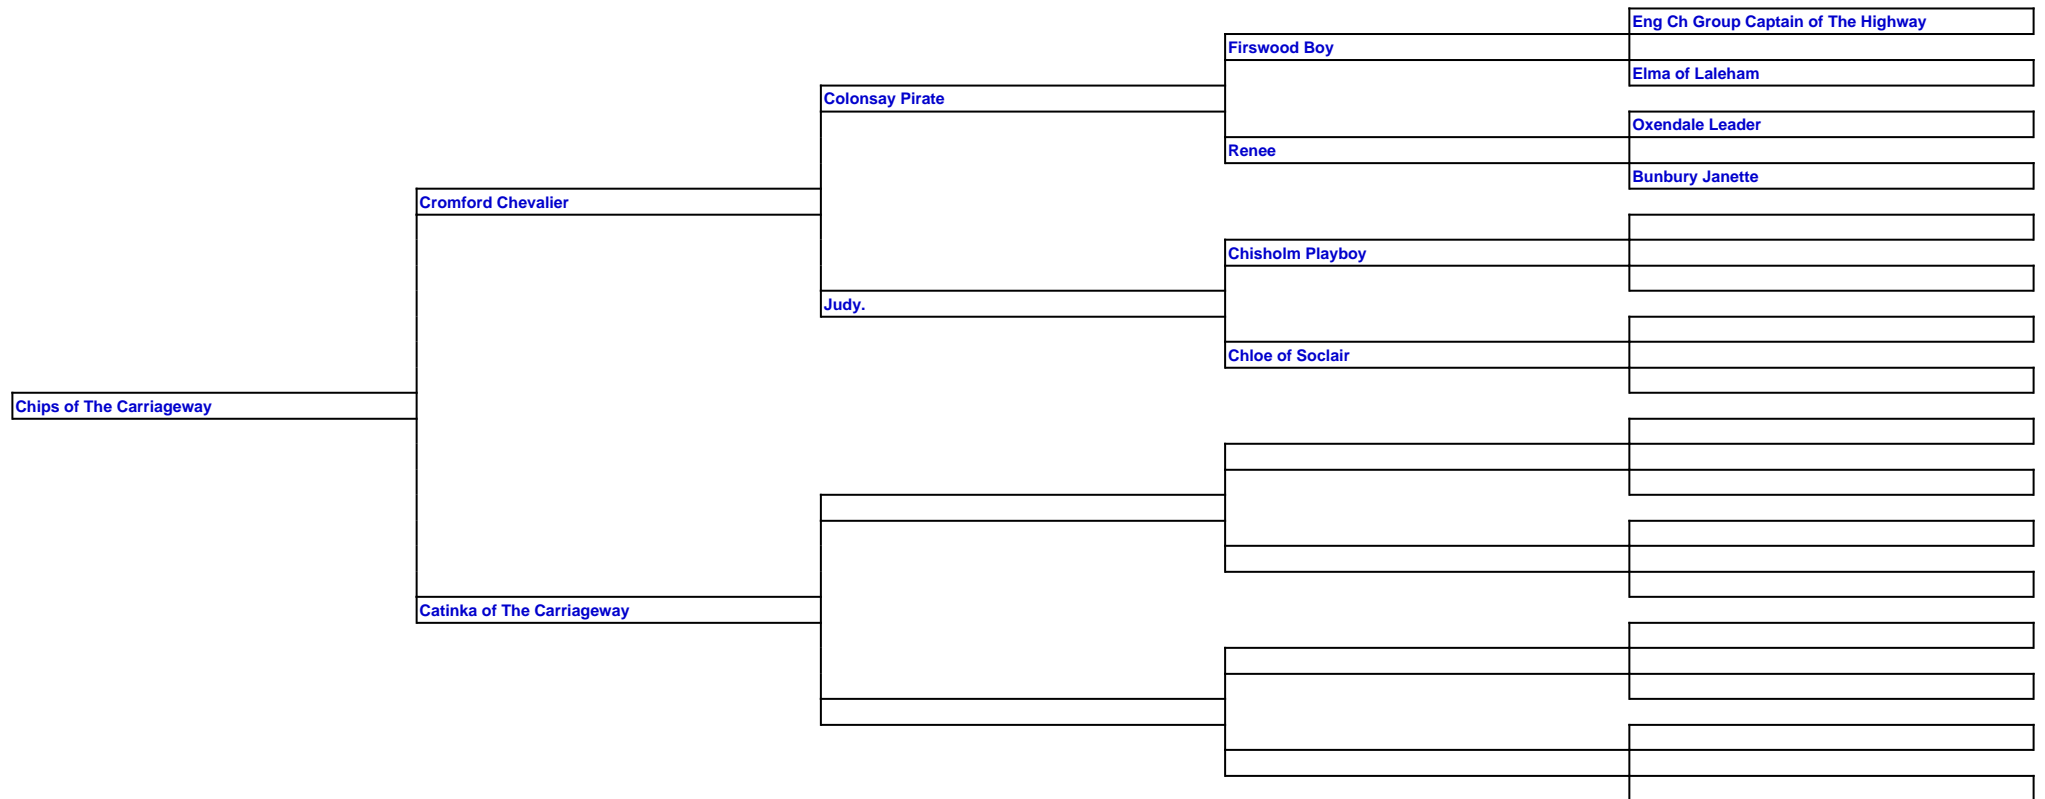 Eng Ch Group Captain of The Highway
Firswood Boy
Elma of Laleham
Colonsay Pirate
Oxendale Leader
Renee
Bunbury Janette
Cromford Chevalier
Chisholm Playboy
Judy.
Chloe of Soclair
Chips of The Carriageway
Catinka of The Carriageway